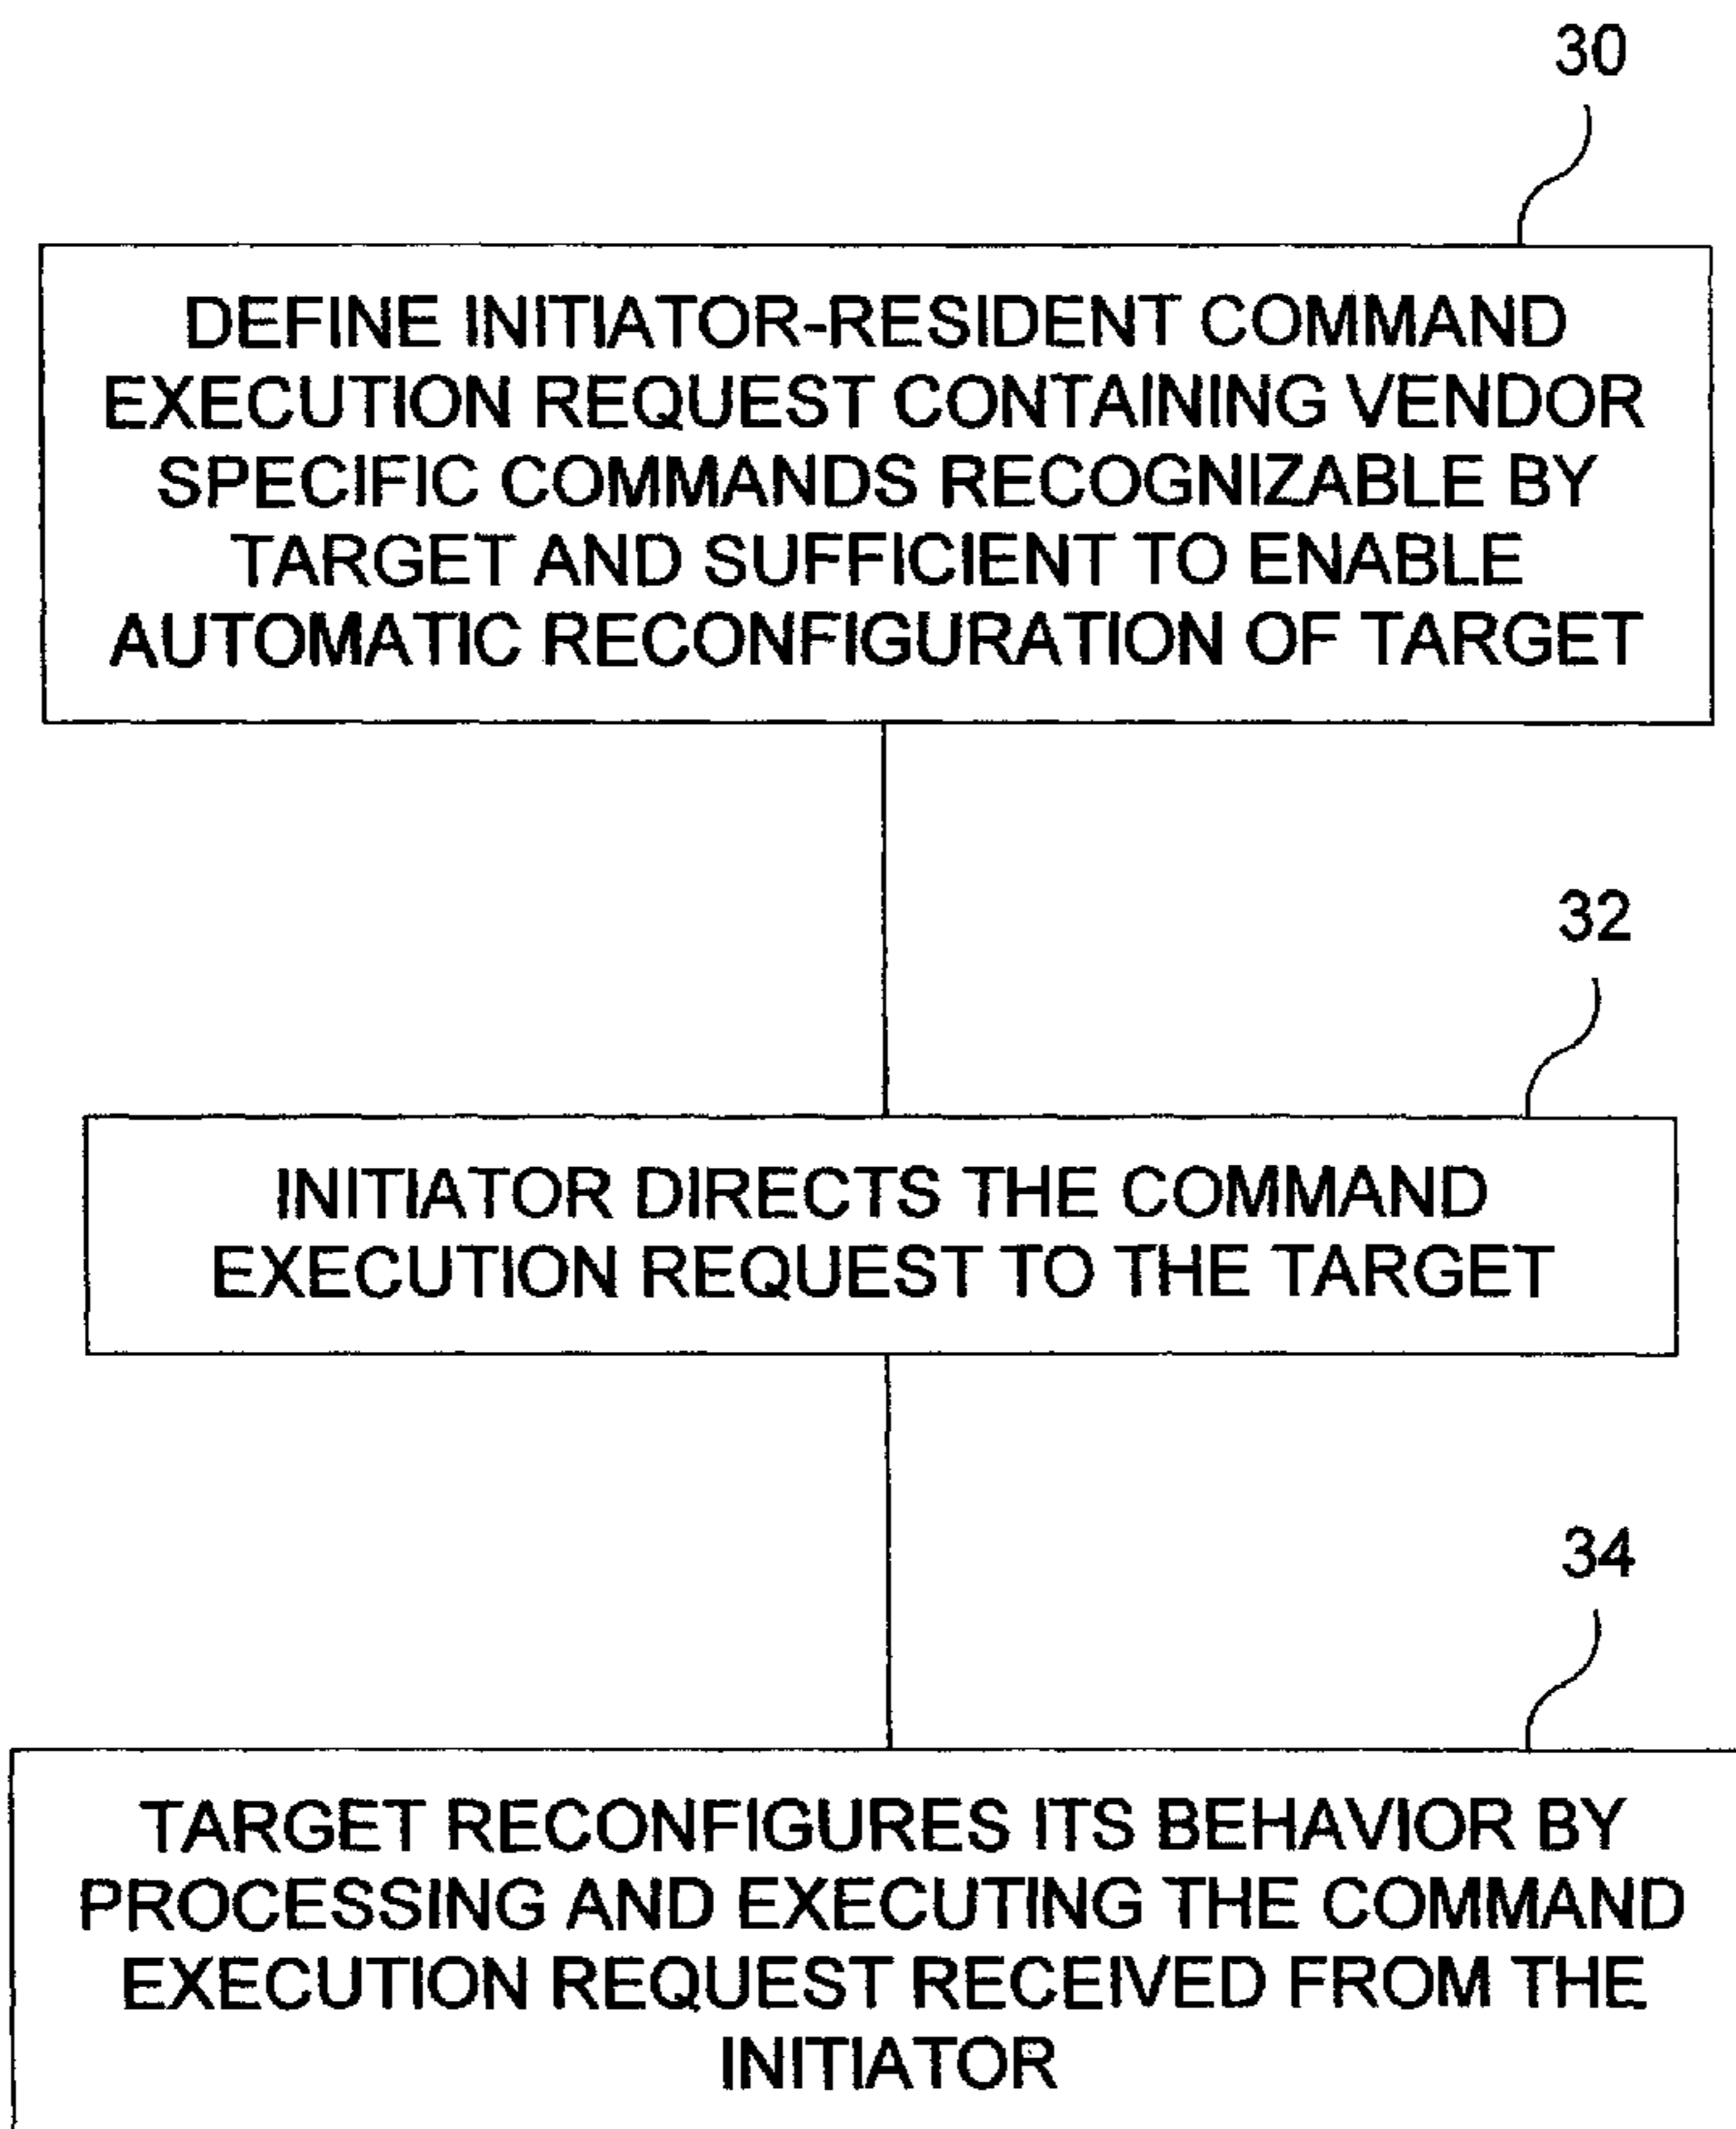 30
DEFINE INITIATOR-RESIDENT COMMAND
EXECUTION REQUEST CONTAINING VENDOR
SPECIFIC COMMANDS RECOGNIZABLE BY
TARGET AND SUFFICIENT TO ENABLE
AUTOMATIC RECONFIGURATION OF TARGET
32
INITIATOR DIRECTS THE COMMAND
EXECUTION REQUEST TO THE TARGET
34
TARGET RECONFIGURES ITS BEHAVIOR BY
PROCESSING AND EXECUTING THE COMMAND
EXECUTION REQUEST RECEIVED FROM THE
INITIATOR